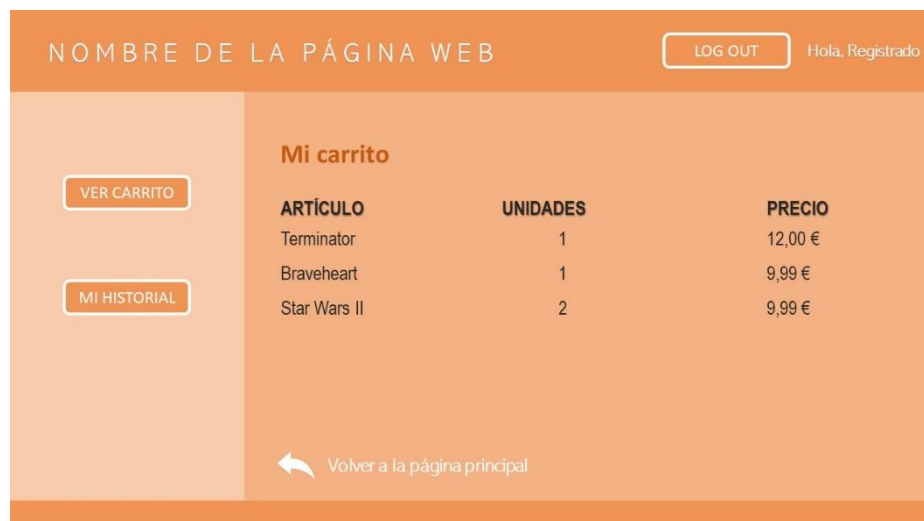 NOMBRE DE LA PÁGINA WEB LOG OUT Hola, Registrado
VER CARRITO
MI HISTORIAL
Mi carrito
ARTÍCULO UNIDADES PRECIO
Terminator 1 12,00 €
Braveheart 1 9,99 €
Star Wars II 2 9,99 €
Volver a la página principal